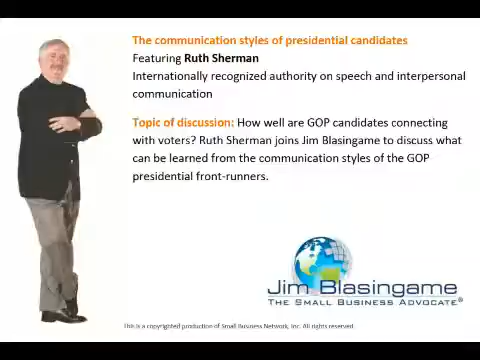 The communication styles of presidential candidates
Featuring Ruth Sherman
Internationally recognized authority on speech and interpersonal
communication
Topic of discussion: How well are GOP candidates connecting
with voters? Ruth Sherman joins Jim Blasingame to discuss what
can be learned from the communication styles of the GOP
presidential front-runners.
Jim Blasingame
The Small Business Advocate®
This is a copyrighted production of Small Business Network, Inc. All rights reserved